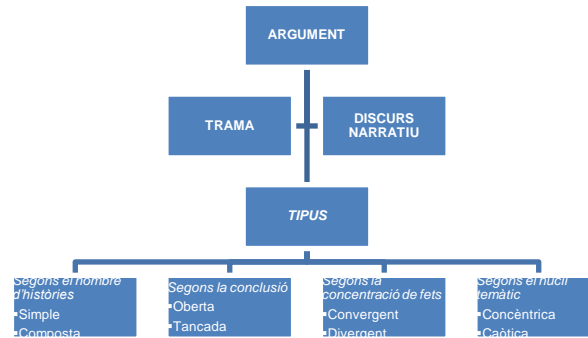 ARGUMENT
TRAMA
DISCURS
NARRATIU
TIPUS
Segons el nombre
d'històries
▪Simple
▪Composta
Segons la conclusió
▪Oberta
▪Tancada
Segons la
concentració de fets
▪Convergent
▪Divergent
Segons el nucli
temàtic
▪Concèntrica
▪Caòtica